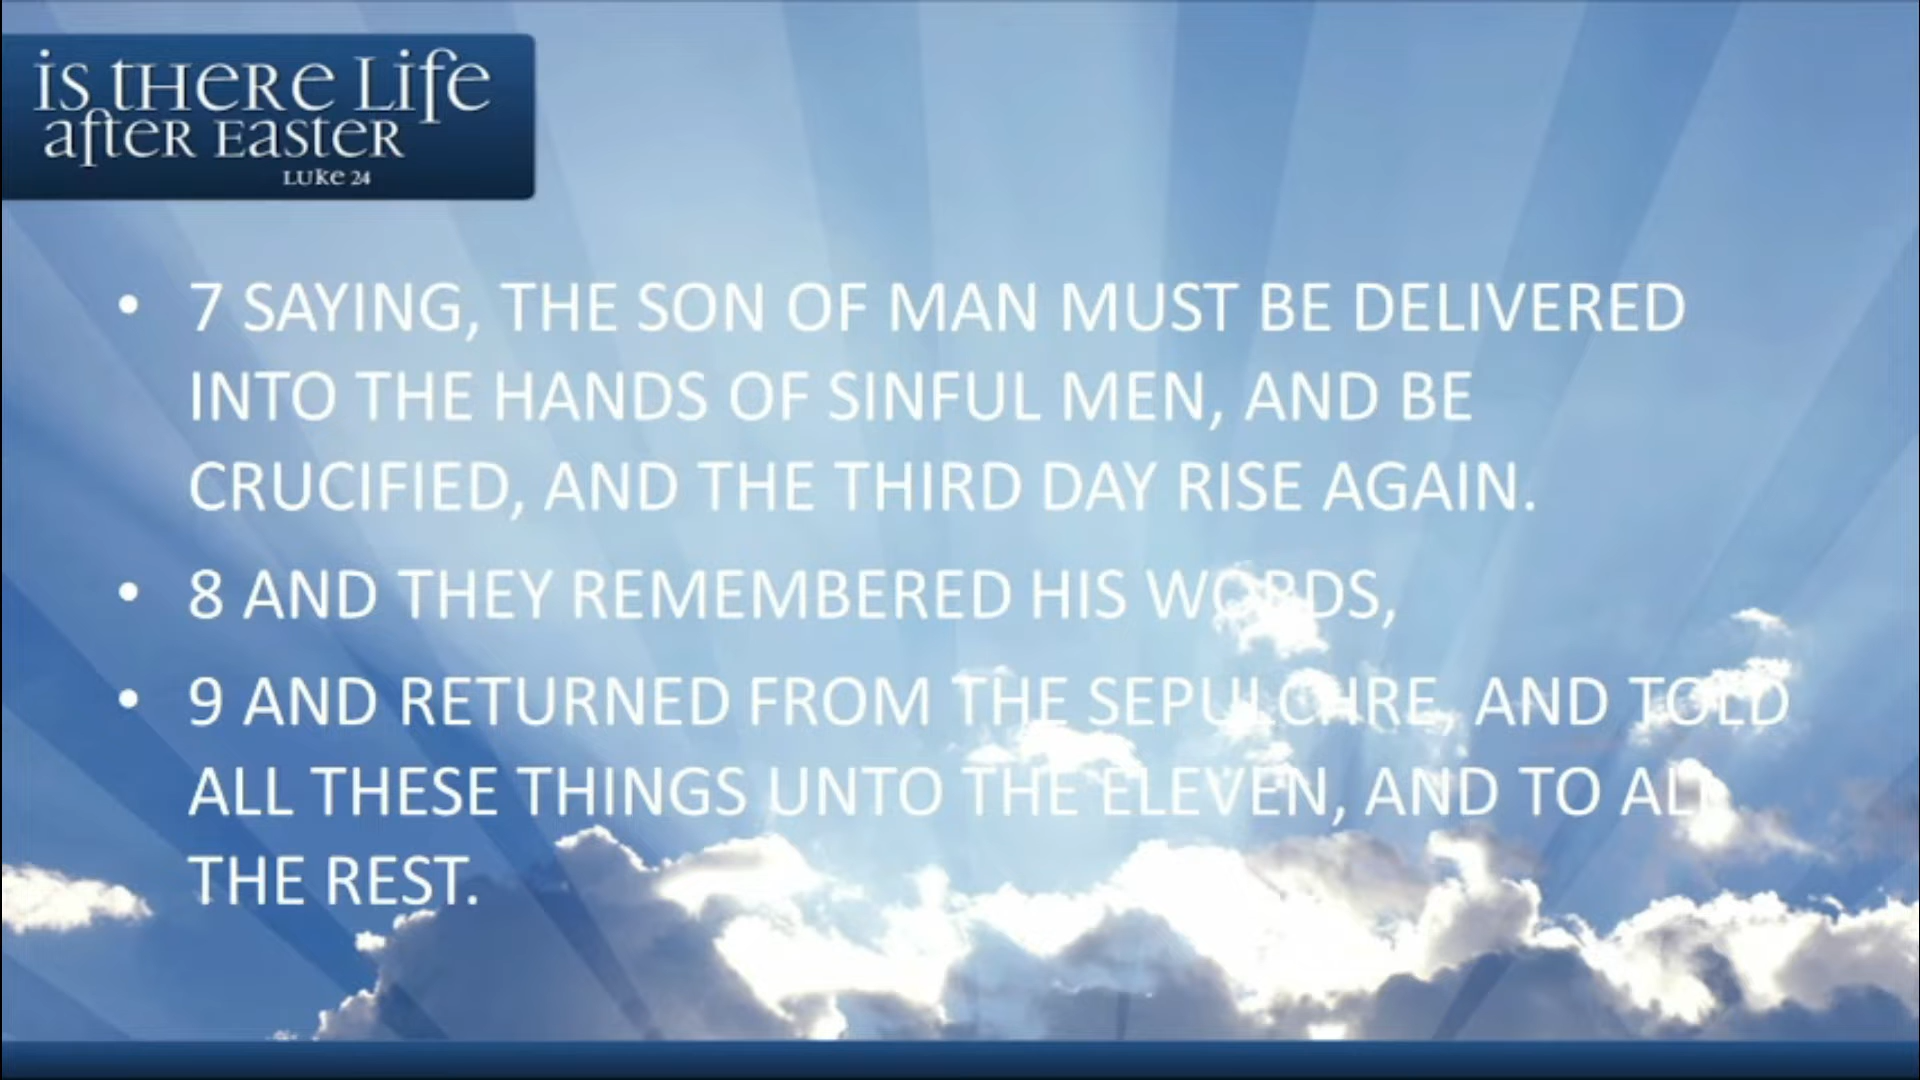 is there Life
after Easter
Luke 24
• 7 SAYING, THE SON OF MAN MUST BE DELIVERED
INTO THE HANDS OF SINFUL MEN, AND BE
CRUCIFIED, AND THE THIRD DAY RISE AGAIN.
• 8 AND THEY REMEMBERED HIS WORDS,
• 9 AND RETURNED FROM THE SEPULCHRE, AND TOLD
ALL THESE THINGS UNTO THE ELEVEN, AND TO ALL
THE REST.